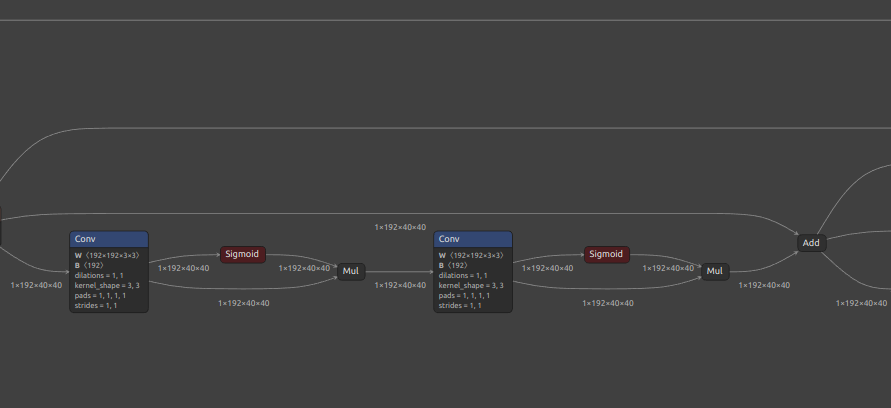 1×192×40×40
Conv
W ⟨192×192×3×3⟩
B ⟨192⟩
dilations = 1, 1
kernel_shape = 3, 3
pads = 1, 1, 1, 1
strides = 1, 1
1×192×40×40
Sigmoid
1×192×40×40
1×192×40×40
Mul
1×192×40×40
1×192×40×40
Conv
W ⟨192×192×3×3⟩
B ⟨192⟩
dilations = 1, 1
kernel_shape = 3, 3
pads = 1, 1, 1, 1
strides = 1, 1
1×192×40×40
Sigmoid
1×192×40×40
1×192×40×40
Mul
1×192×40×40
Add
1×192×40×40